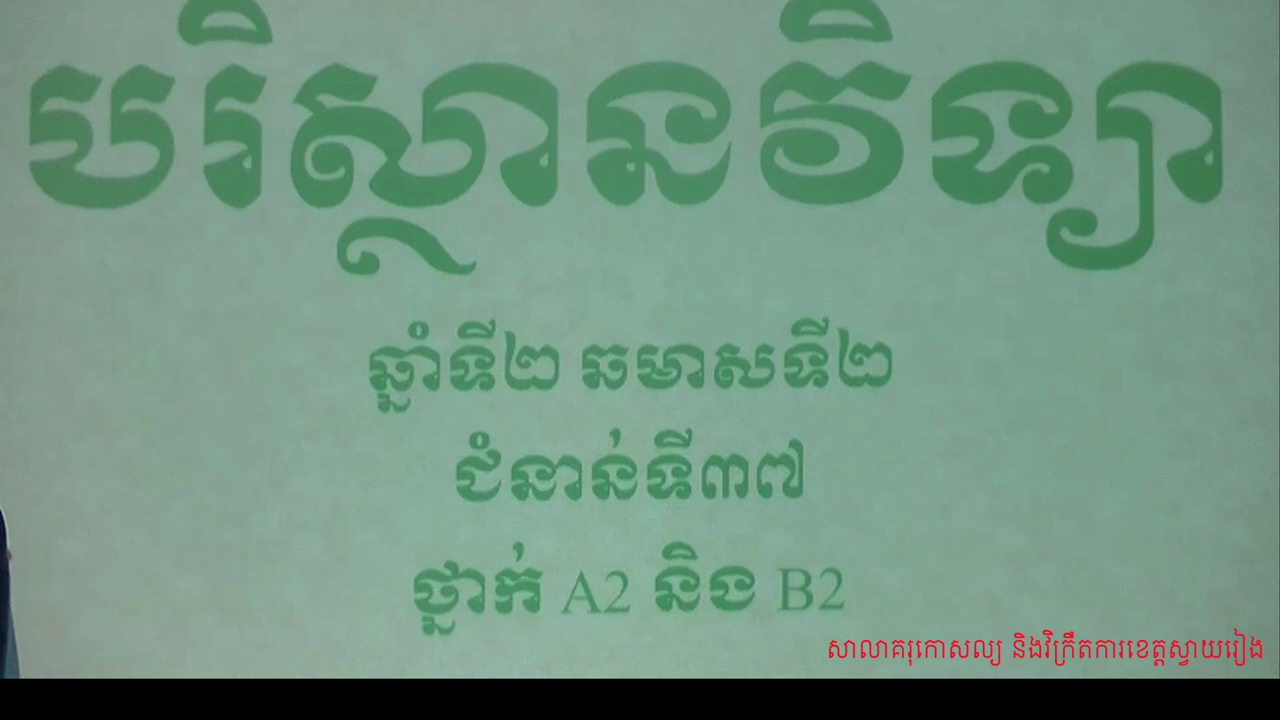 បរិស្ថានវិទ្យា
ឆ្នាំទី២ ឆមាសទី២
ជំនាន់ទី៣៧
ថ្នាក់ A2 និង B2
សាលាគរុកោសល្យ និងវិក្រឹតការខេត្តស្វាយរៀង